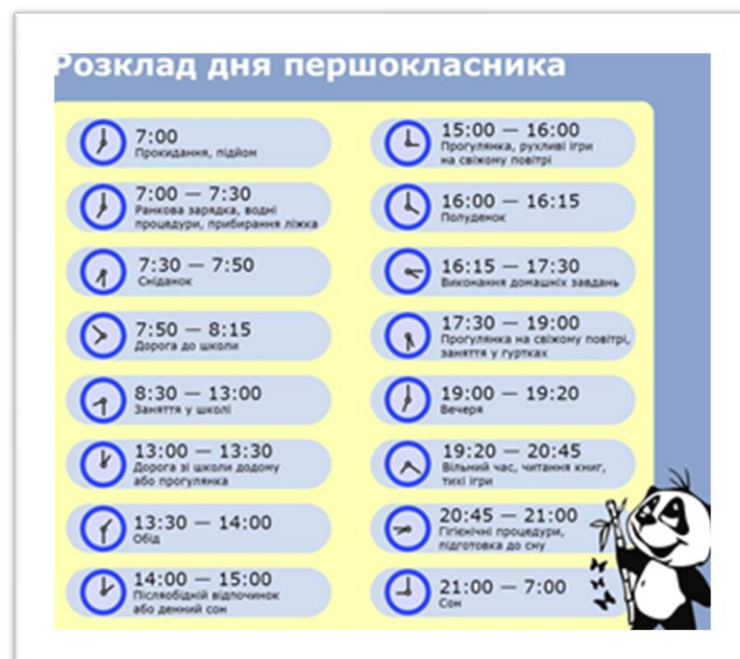 Розклад дня першокласника
7:00
Прокидання, підйом
7:00 — 7:30
Ранкова зарядка, водні
процедури, прибирання ліжка
7:30 — 7:50
Сніданок
7:50 — 8:15
Дорога до школи
8:30 — 13:00
Заняття у школі
13:00 — 13:30
Дорога зі школи додому
або прогулянка
13:30 — 14:00
Обід
14:00 — 15:00
Післяобідній відпочинок
або денний сон
15:00 — 16:00
Прогулянка, рухливі ігри
на свіжому повітрі
16:00 — 16:15
Полуденок
16:15 — 17:30
Виконання домашніх завдань
17:30 — 19:00
Прогулянка на свіжому повітрі,
заняття у гуртках
19:00 — 19:20
Вечеря
19:20 — 20:45
Вільний час, читання книг,
тихі ігри
20:45 — 21:00
Гігієнічні процедури,
підготовка до сну
21:00 — 7:00
Сон